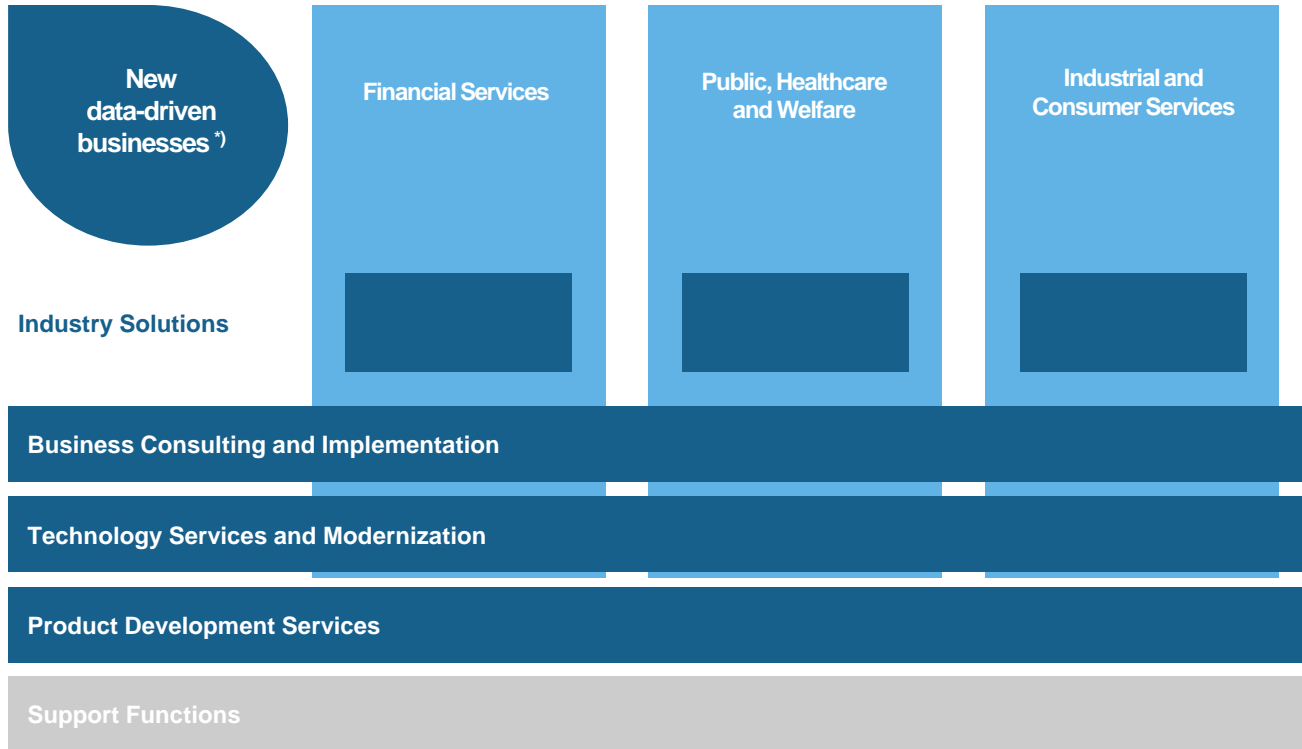 New
data-driven
businesses *)
Financial Services
Public, Healthcare
and Welfare
Industrial and
Consumer Services
Industry Solutions
Business Consulting and Implementation
Technology Services and Modernization
Product Development Services
Support Functions